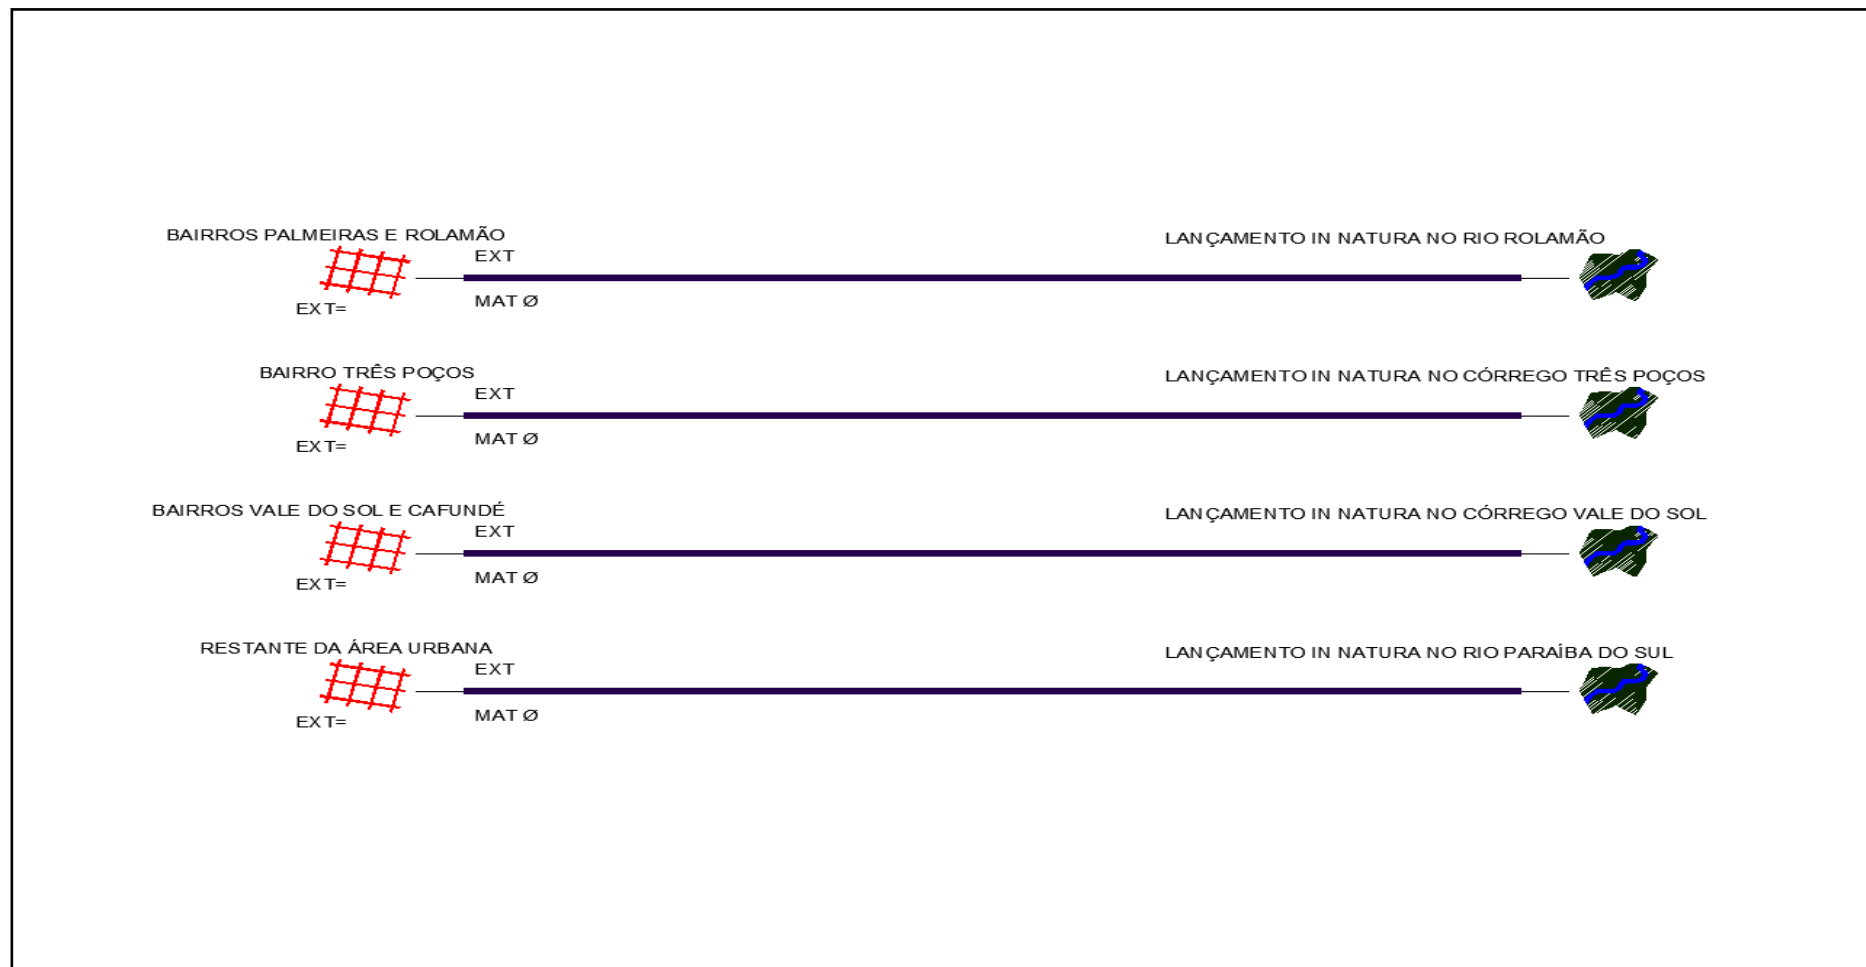 BAIRROS PALMEIRAS E ROLAMÃO
LANÇAMENTO IN NATURA NO RIO ROLAMÃO
EXT
MAT Ø
EXT=
BAIRRO TRÊS POÇOS
LANÇAMENTO IN NATURA NO CÓRREGO TRÊS POÇOS
EXT
MAT Ø
EXT=
BAIRROS VALE DO SOL E CAFUNDÉ
LANÇAMENTO IN NATURA NO CÓRREGO VALE DO SOL
EXT
MAT Ø
EXT=
RESTANTE DA ÁREA URBANA
LANÇAMENTO IN NATURA NO RIO PARAÍBA DO SUL
EXT
MAT Ø
EXT=